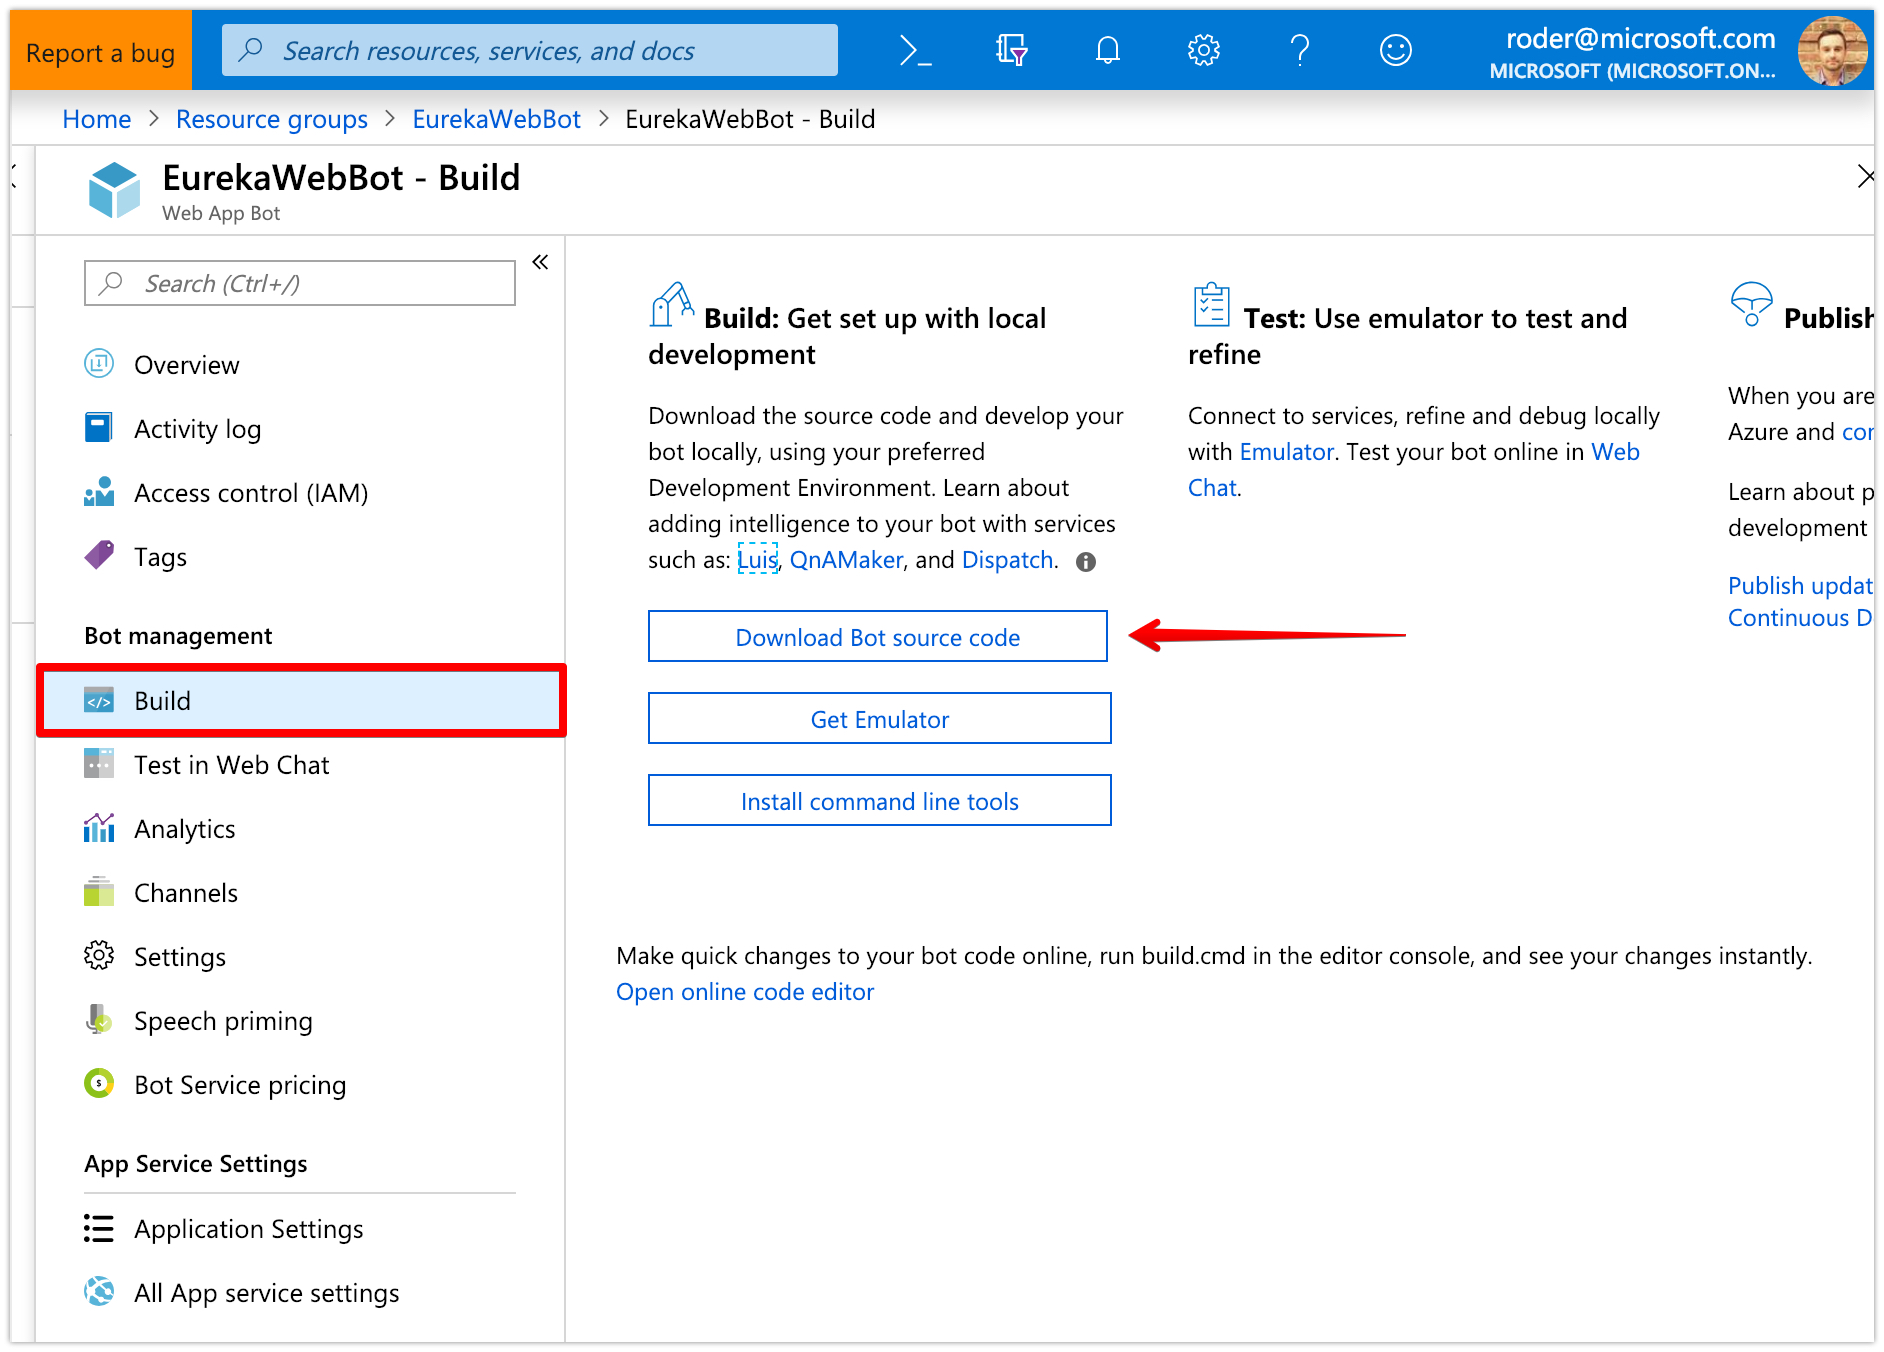 Report a bug
Search resources, services, and docs
roder@microsoft.com
MICROSOFT (MICROSOFT.ON...
Home > Resource groups > EurekaWebBot > EurekaWebBot - Build
EurekaWebBot - Build
Web App Bot
Search (Ctrl+/)
Overview
Activity log
Access control (IAM)
Tags
Bot management
Build
Test in Web Chat
Analytics
Channels
Settings
Speech priming
Bot Service pricing
App Service Settings
Application Settings
All App service settings
Build: Get set up with local
development
Download the source code and develop your
bot locally, using your preferred
Development Environment. Learn about
adding intelligence to your bot with services
such as: Luis, QnAMaker, and Dispatch.
Download Bot source code
Get Emulator
Install command line tools
Test: Use emulator to test and
refine
Connect to services, refine and debug locally
with Emulator. Test your bot online in Web
Chat.
Publish
When you are
Azure and
Learn about
development
Publish
Continuous
Make quick changes to your bot code online, run build.cmd in the editor console, and see your changes instantly.
Open online code editor